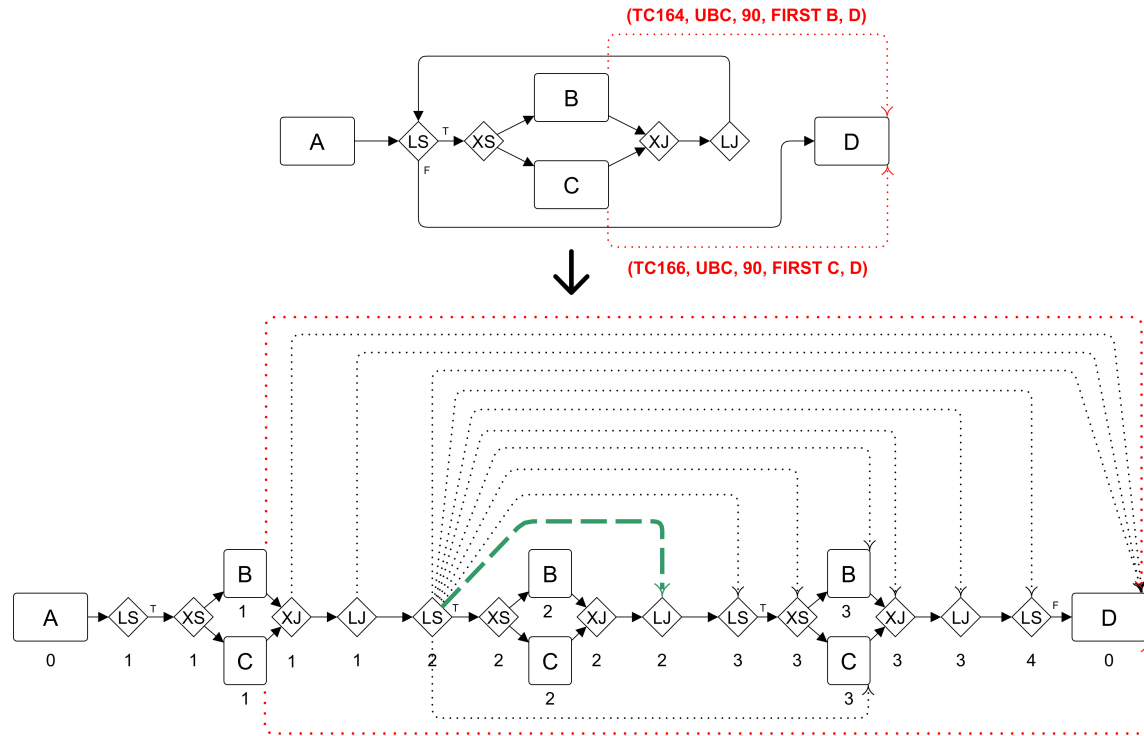 (TC164, UBC, 90, FIRST B, D)
B
A LS T XS XJ LJ D
F
C
(TC166, UBC, 90, FIRST C, D)
B B B
1 2 3
A LS T XS XJ LJ LS T XS XJ LJ LS T XS XJ LJ LS F D
C C C
0 1 1 1 1 2 2 2 2 3 3 3 3 4 0
1 2 3